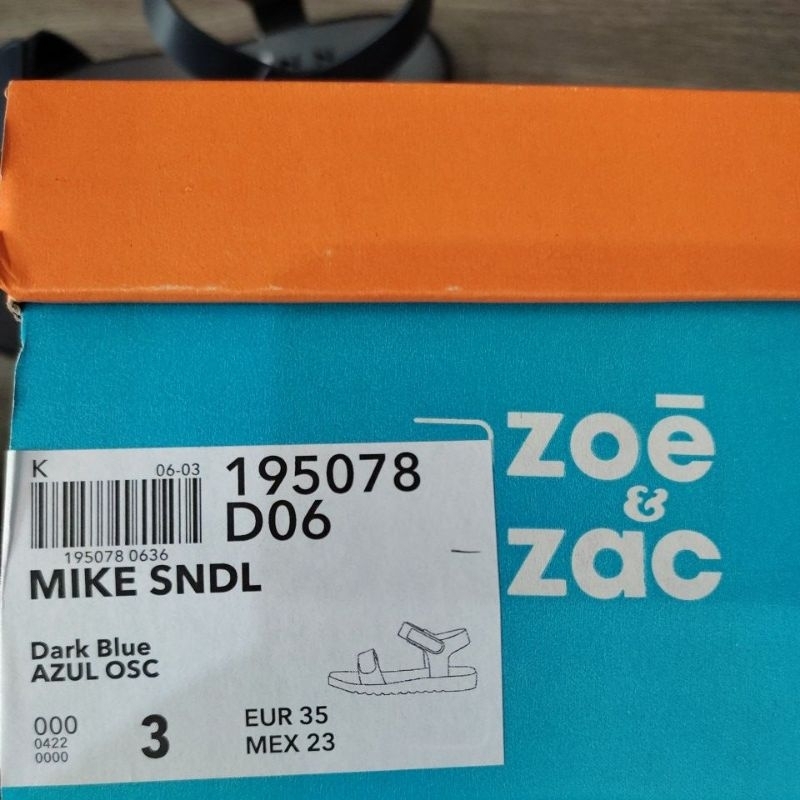 zoē
&
zac
K 06-03
195078
D06
195078 0636
MIKE SNDL
Dark Blue
AZUL OSC
000
0422
0000
3
EUR 35
MEX 23